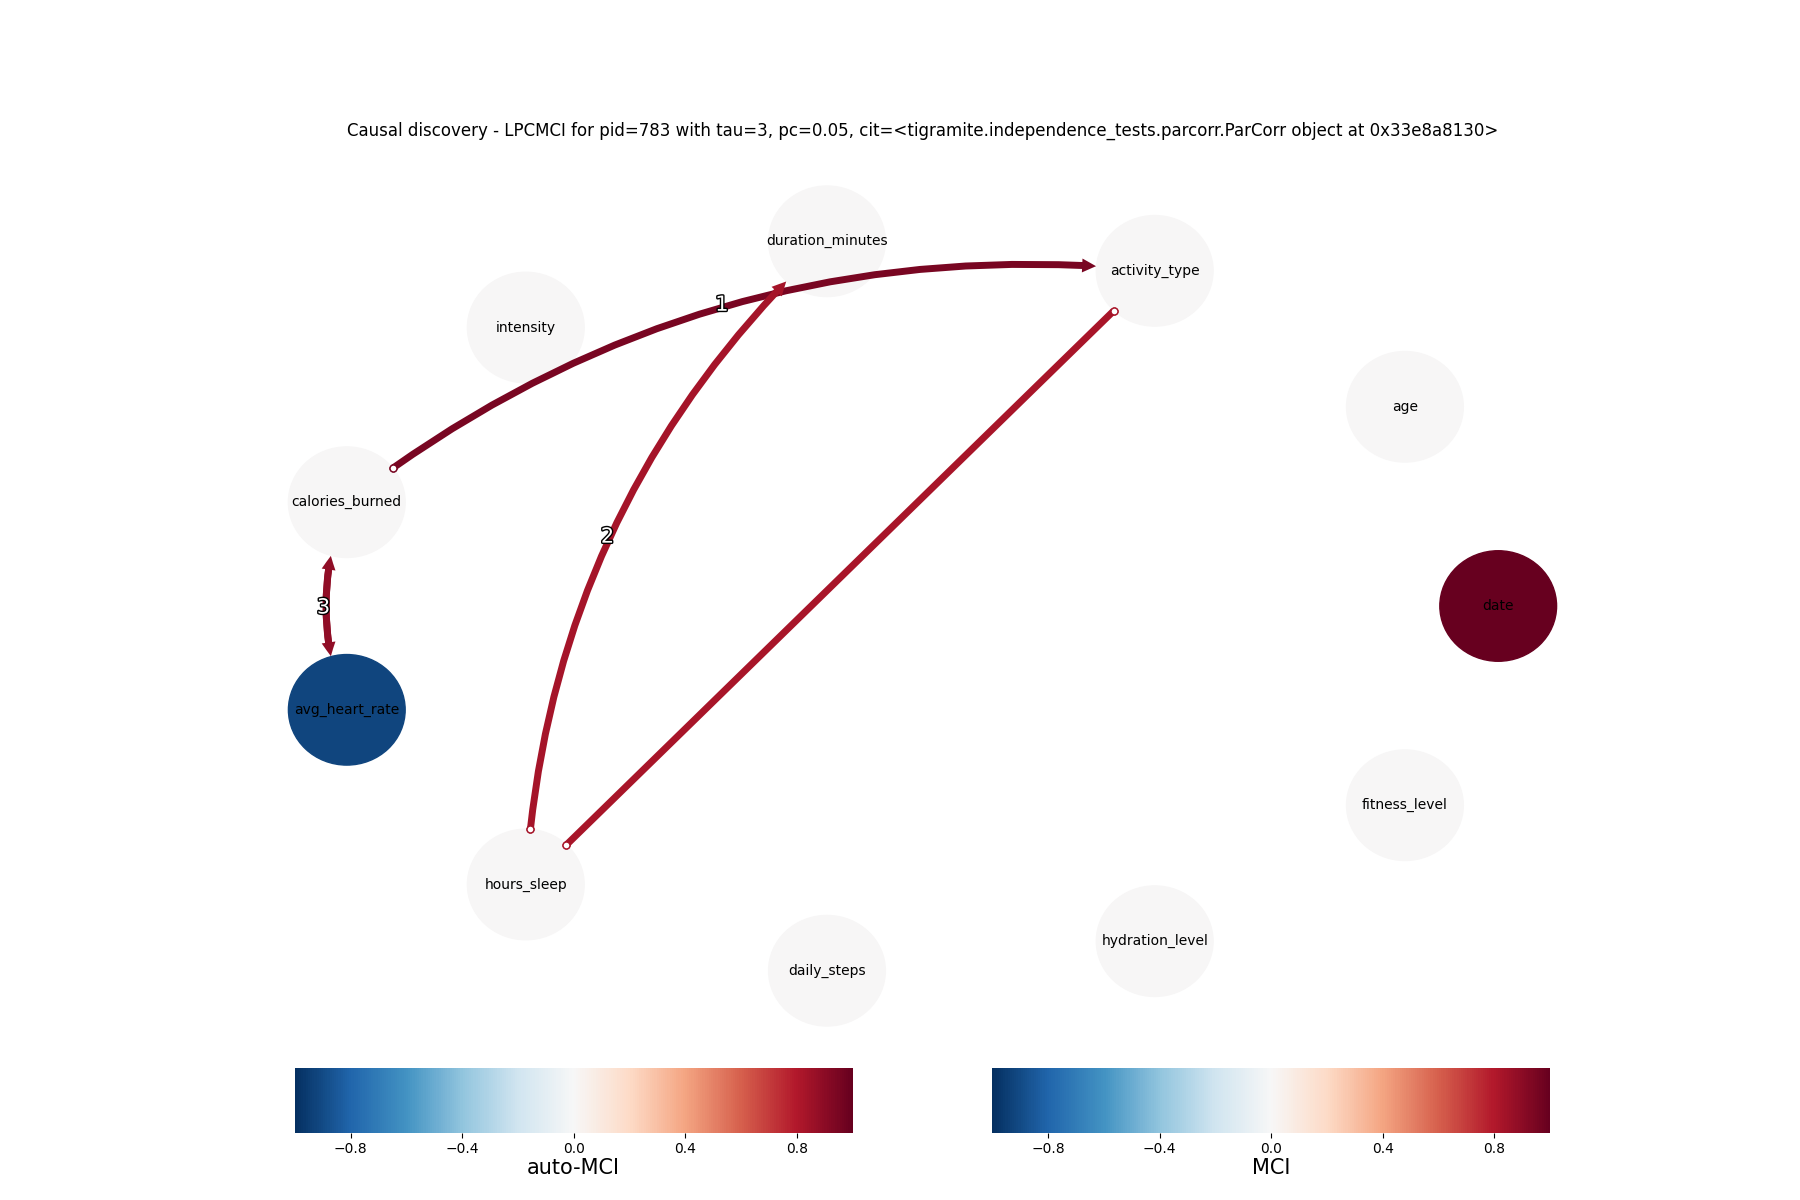 Causal discovery - LPCMCI for pid=783 with tau=3, pc=0.05, cit=<tigramite.independence_tests.parcorr.ParCorr object at 0x33e8a8130>
duration_minutes
activity_type
1
intensity
age
calories_burned
2
3
date
avg_heart_rate
fitness_level
hours_sleep
hydration_level
daily_steps
−0.8 −0.4 0.0 0.4 0.8
auto-MCI
−0.8 −0.4 0.0 0.4 0.8
MCI